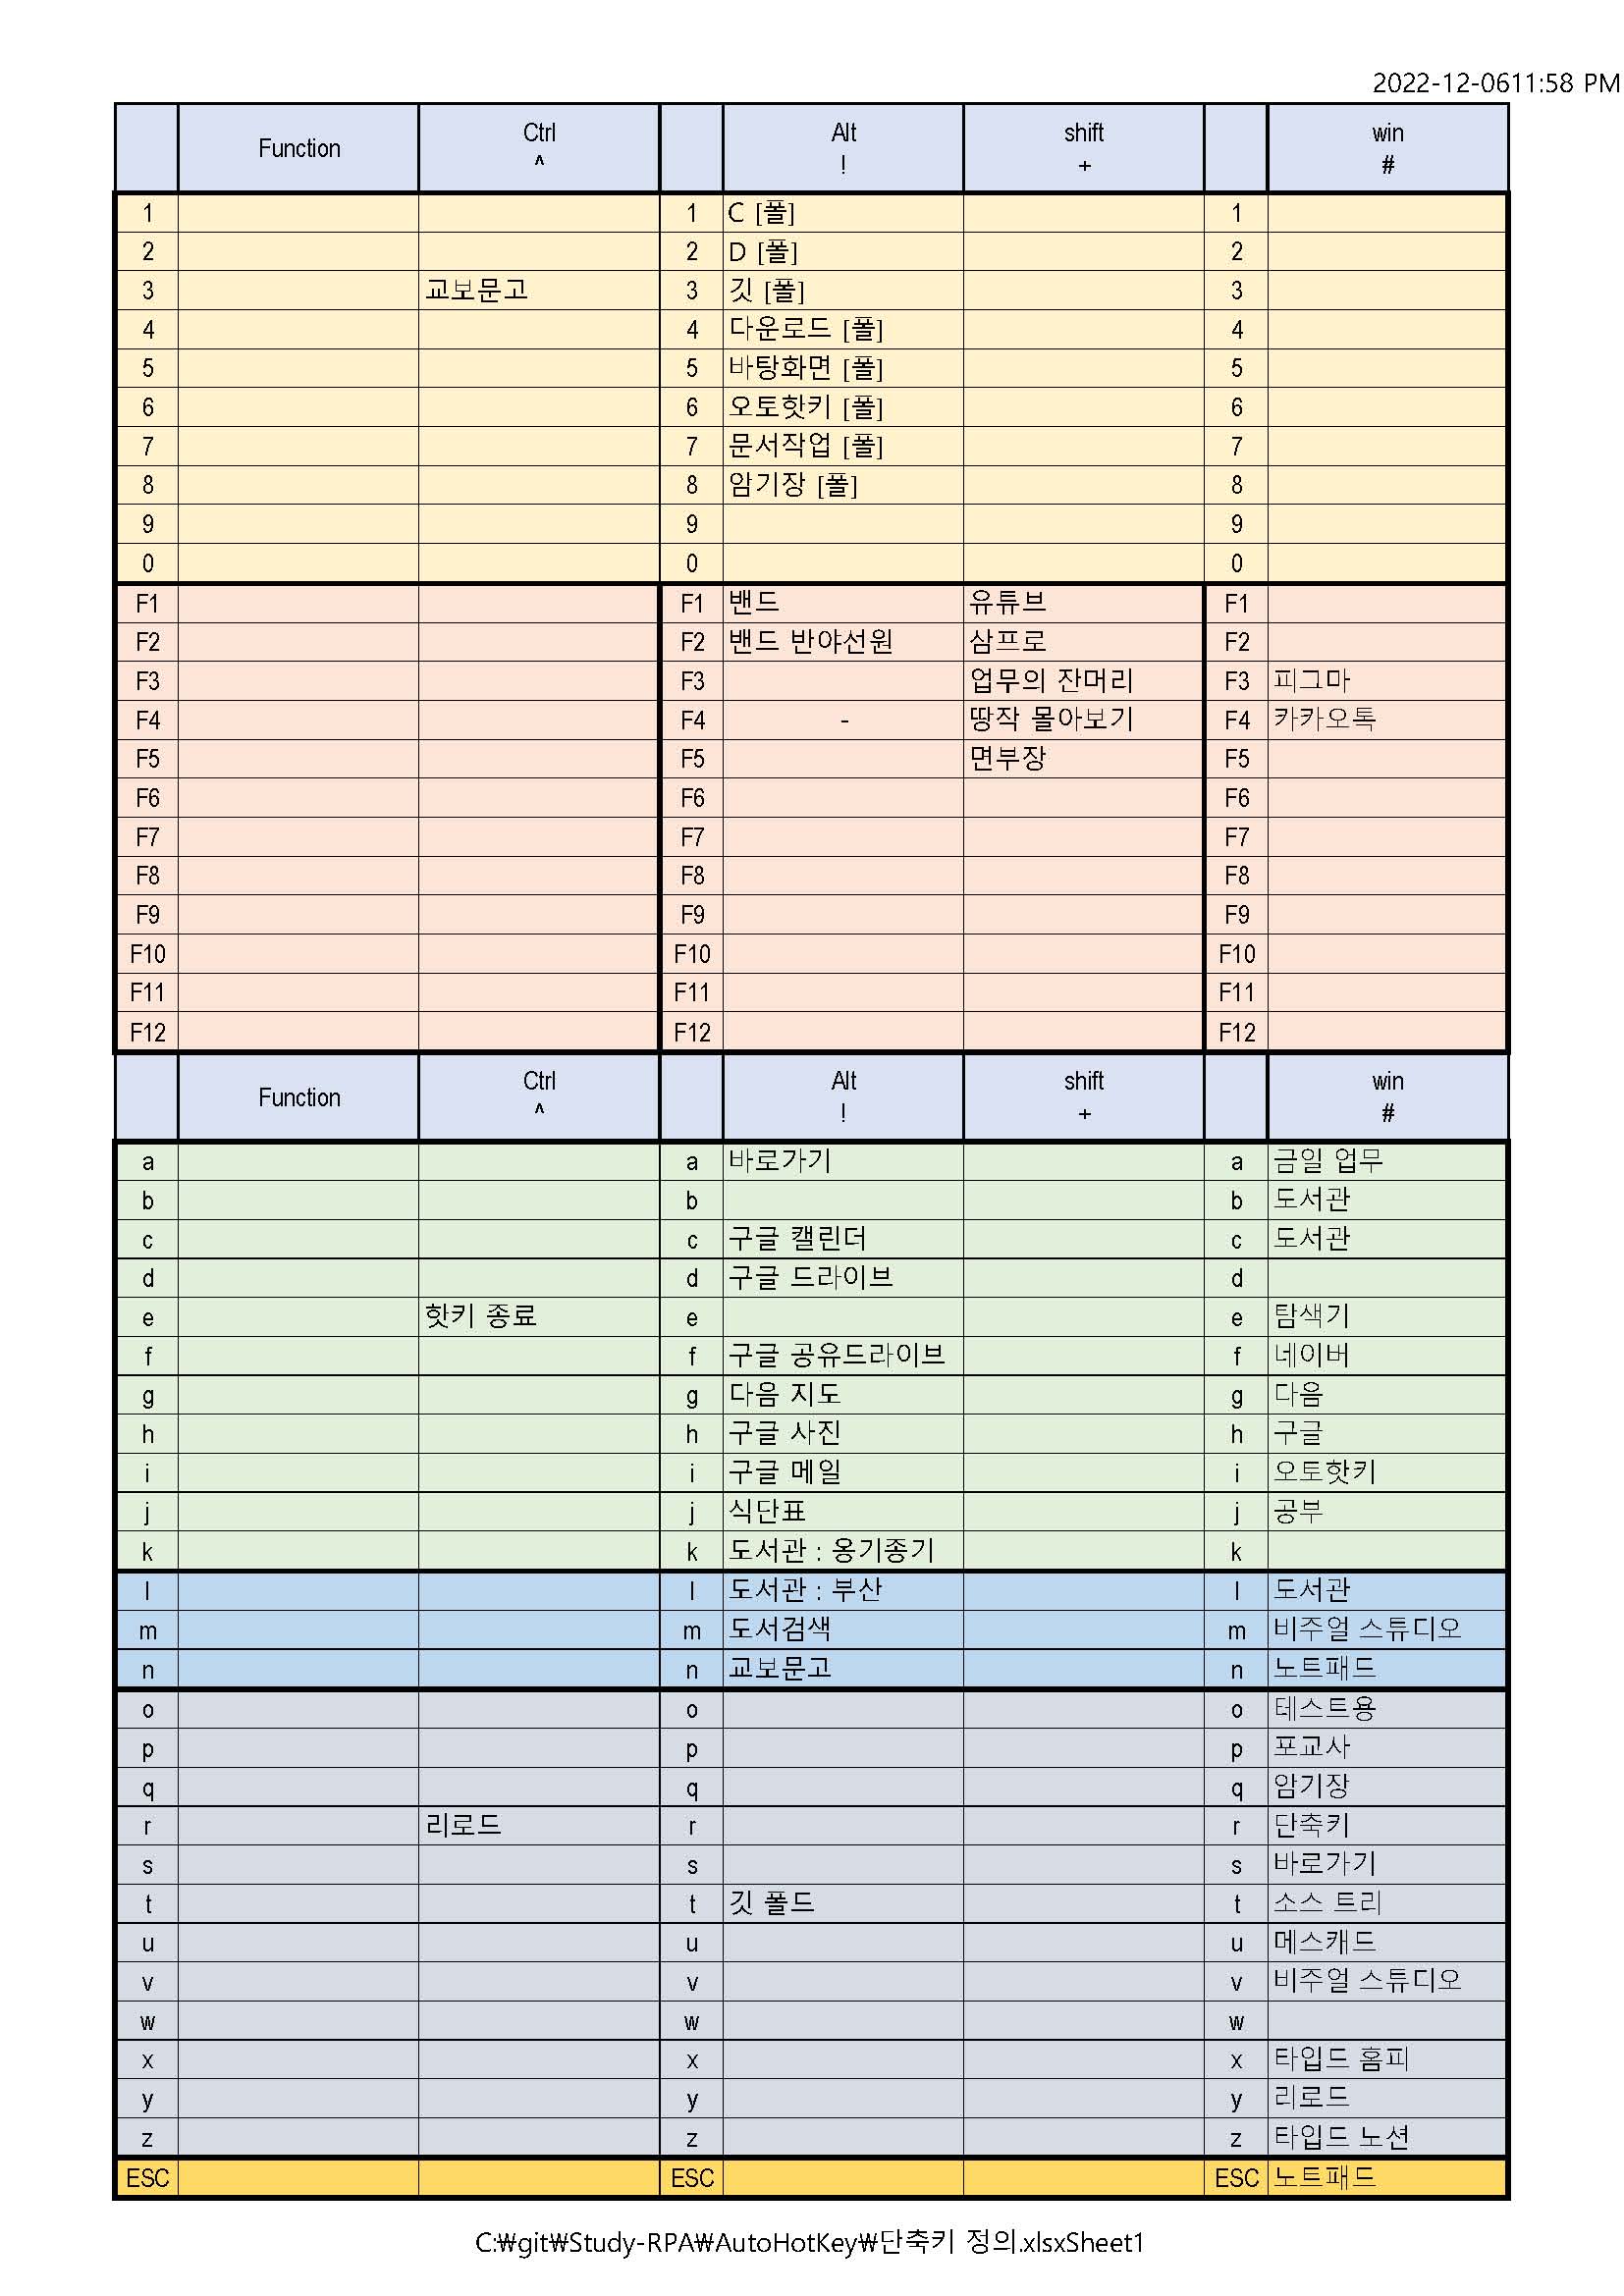 2022-12-0611:58 PM
Function Ctrl ^ Alt ! shift + win #
1 1 C [폴] 1
2 2 D [폴] 2
3 교보문고 3 깃 [폴] 3
4 4 다운로드 [폴] 4
5 5 바탕화면 [폴] 5
6 6 오토핫키 [폴] 6
7 7 문서작업 [폴] 7
8 8 암기장 [폴] 8
9 9 9
0 0 0
F1 F1 밴드 유튜브 F1
F2 F2 밴드 반야선원 삼프로 F2
F3 F3 업무의 잔머리 F3 피그마
F4 F4 - 땅작 몰아보기 F4 카카오톡
F5 F5 면부장 F5
F6 F6 F6
F7 F7 F7
F8 F8 F8
F9 F9 F9
F10 F10 F10
F11 F11 F11
F12 F12 F12
Function Ctrl ^ Alt ! shift + win #
a a 바로가기 a 금일 업무
b b b 도서관
c c 구글 캘린더 c 도서관
d d 구글 드라이브 d
e 핫키 종료 e e 탐색기
f f 구글 공유드라이브 f 네이버
g g 다음 지도 g 다음
h h 구글 사진 h 구글
i i 구글 메일 i 오토핫키
j j 식단표 j 공부
k k 도서관 : 옹기종기 k
l l 도서관 : 부산 l 도서관
m m 도서검색 m 비주얼 스튜디오
n n 교보문고 n 노트패드
o o o 테스트용
p p p 포교사
q q q 암기장
r 리로드 r r 단축키
s s s 바로가기
t t 깃 폴드 t 소스 트리
u u u 메스캐드
v v v 비주얼 스튜디오
w w w
x x x 타입드 홈피
y y y 리로드
z z z 타입드 노션
ESC ESC ESC 노트패드
C:₩git₩Study-RPA₩AutoHotKey₩단축키 정의.xlsxSheet1